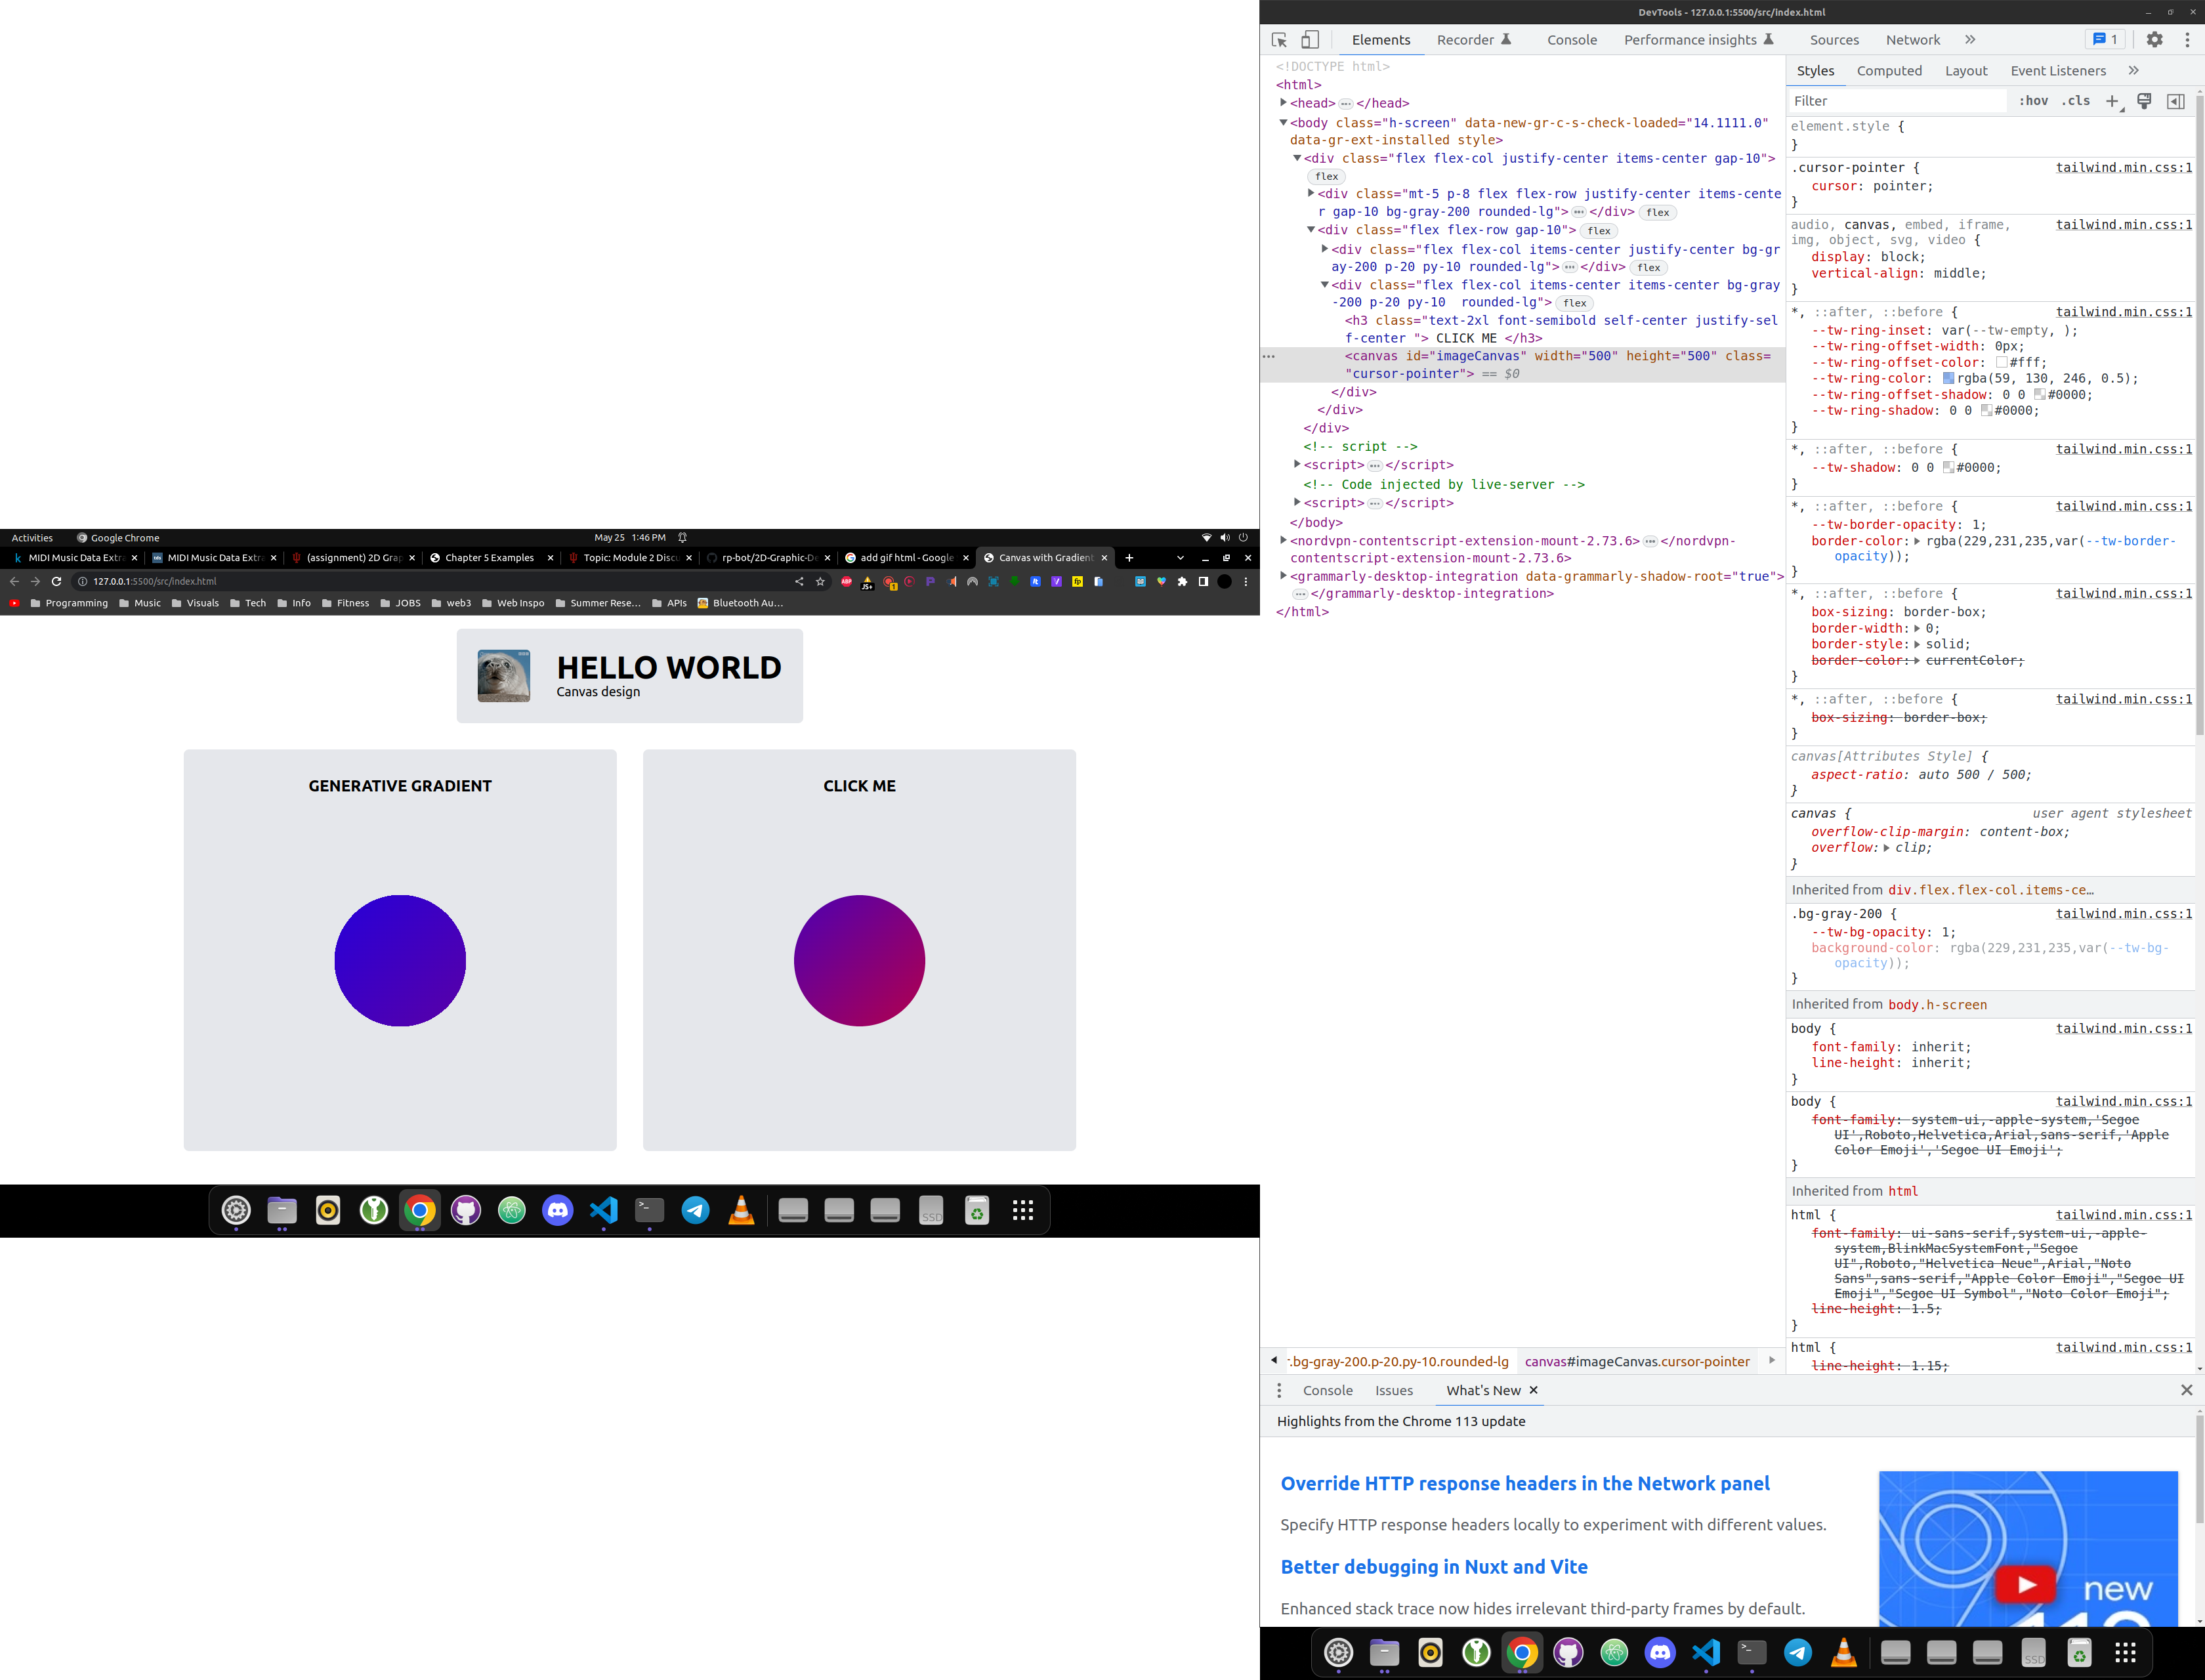 Activities
Google Chrome
May 25 1:46 PM
MIDI Music Data Extra
MIDI Music Data Extra
(assignment) 2D Grap
Chapter 5 Examples
Topic: Module 2 Discu
rp-bot/2D-Graphic-De
add gif html - Google
Canvas with Gradient
127.0.0.1:5500/src/index.html
Programming
Music
Visuals
Tech
Info
Fitness
JOBS
web3
Web Inspo
Summer Rese...
APIs
Bluetooth Au...
HELLO WORLD
Canvas design
GENERATIVE GRADIENT
CLICK ME
SSD
DevTools - 127.0.0.1:5500/src/index.html
Elements
Recorder
Console
Performance insights
Sources
Network
1
<!DOCTYPE html>
<html>
<head> ••• </head>
<body class="h-screen" data-new-gr-c-s-check-loaded="14.1111.0"
data-gr-ext-installed style>
<div class="flex flex-col justify-center items-center gap-10">
flex
<div class="mt-5 p-8 flex flex-row justify-center items-cente
r gap-10 bg-gray-200 rounded-lg"> ••• </div> flex
<div class="flex flex-row gap-10"> flex
<div class="flex flex-col items-center justify-center bg-gr
ay-200 p-20 py-10 rounded-lg"> ••• </div> flex
<div class="flex flex-col items-center items-center bg-gray
-200 p-20 py-10  rounded-lg"> flex
<h3 class="text-2xl font-semibold self-center justify-sel
f-center "> CLICK ME </h3>
••• <canvas id="imageCanvas" width="500" height="500" class=
"cursor-pointer"> == $0
</div>
</div>
</div>
<!-- script -->
<script> ••• </script>
<!-- Code injected by live-server -->
<script> ••• </script>
</body>
<nordvpn-contentscript-extension-mount-2.73.6> ••• </nordvpn-
contentscript-extension-mount-2.73.6>
<grammarly-desktop-integration data-grammarly-shadow-root="true">
••• </grammarly-desktop-integration>
</html>
.bg-gray-200.p-20.py-10.rounded-lg
canvas#imageCanvas.cursor-pointer
Styles
Computed
Layout
Event Listeners
Filter
:hov
.cls
element.style {
}
.cursor-pointer { tailwind.min.css:1
cursor: pointer;
}
audio, canvas, embed, iframe, tailwind.min.css:1
img, object, svg, video {
display: block;
vertical-align: middle;
}
*, ::after, ::before { tailwind.min.css:1
--tw-ring-inset: var(--tw-empty, );
--tw-ring-offset-width: 0px;
--tw-ring-offset-color: #fff;
--tw-ring-color: rgba(59, 130, 246, 0.5);
--tw-ring-offset-shadow: 0 0 #0000;
--tw-ring-shadow: 0 0 #0000;
}
*, ::after, ::before { tailwind.min.css:1
--tw-shadow: 0 0 #0000;
}
*, ::after, ::before { tailwind.min.css:1
--tw-border-opacity: 1;
border-color: rgba(229,231,235,var(--tw-border-
opacity));
}
*, ::after, ::before { tailwind.min.css:1
box-sizing: border-box;
border-width: 0;
border-style: solid;
border-color: currentColor;
}
*, ::after, ::before { tailwind.min.css:1
box-sizing: border-box;
}
canvas[Attributes Style] {
aspect-ratio: auto 500 / 500;
}
canvas { user agent stylesheet
overflow-clip-margin: content-box;
overflow: clip;
}
Inherited from div.flex.flex-col.items-ce…
.bg-gray-200 { tailwind.min.css:1
--tw-bg-opacity: 1;
background-color: rgba(229,231,235,var(--tw-bg-
opacity));
}
Inherited from body.h-screen
body { tailwind.min.css:1
font-family: inherit;
line-height: inherit;
}
body { tailwind.min.css:1
font-family: system-ui,-apple-system,'Segoe
UI',Roboto,Helvetica,Arial,sans-serif,'Apple
Color Emoji','Segoe UI Emoji';
}
Inherited from html
html { tailwind.min.css:1
font-family: ui-sans-serif,system-ui,-apple-
system,BlinkMacSystemFont,"Segoe
UI",Roboto,"Helvetica Neue",Arial,"Noto
Sans",sans-serif,"Apple Color Emoji","Segoe UI
Emoji","Segoe UI Symbol","Noto Color Emoji";
line-height: 1.5;
}
html { tailwind.min.css:1
line-height: 1.15;
Console
Issues
What's New
Highlights from the Chrome 113 update
Override HTTP response headers in the Network panel
Specify HTTP response headers locally to experiment with different values.
Better debugging in Nuxt and Vite
Enhanced stack trace now hides irrelevant third-party frames by default.
new
SSD